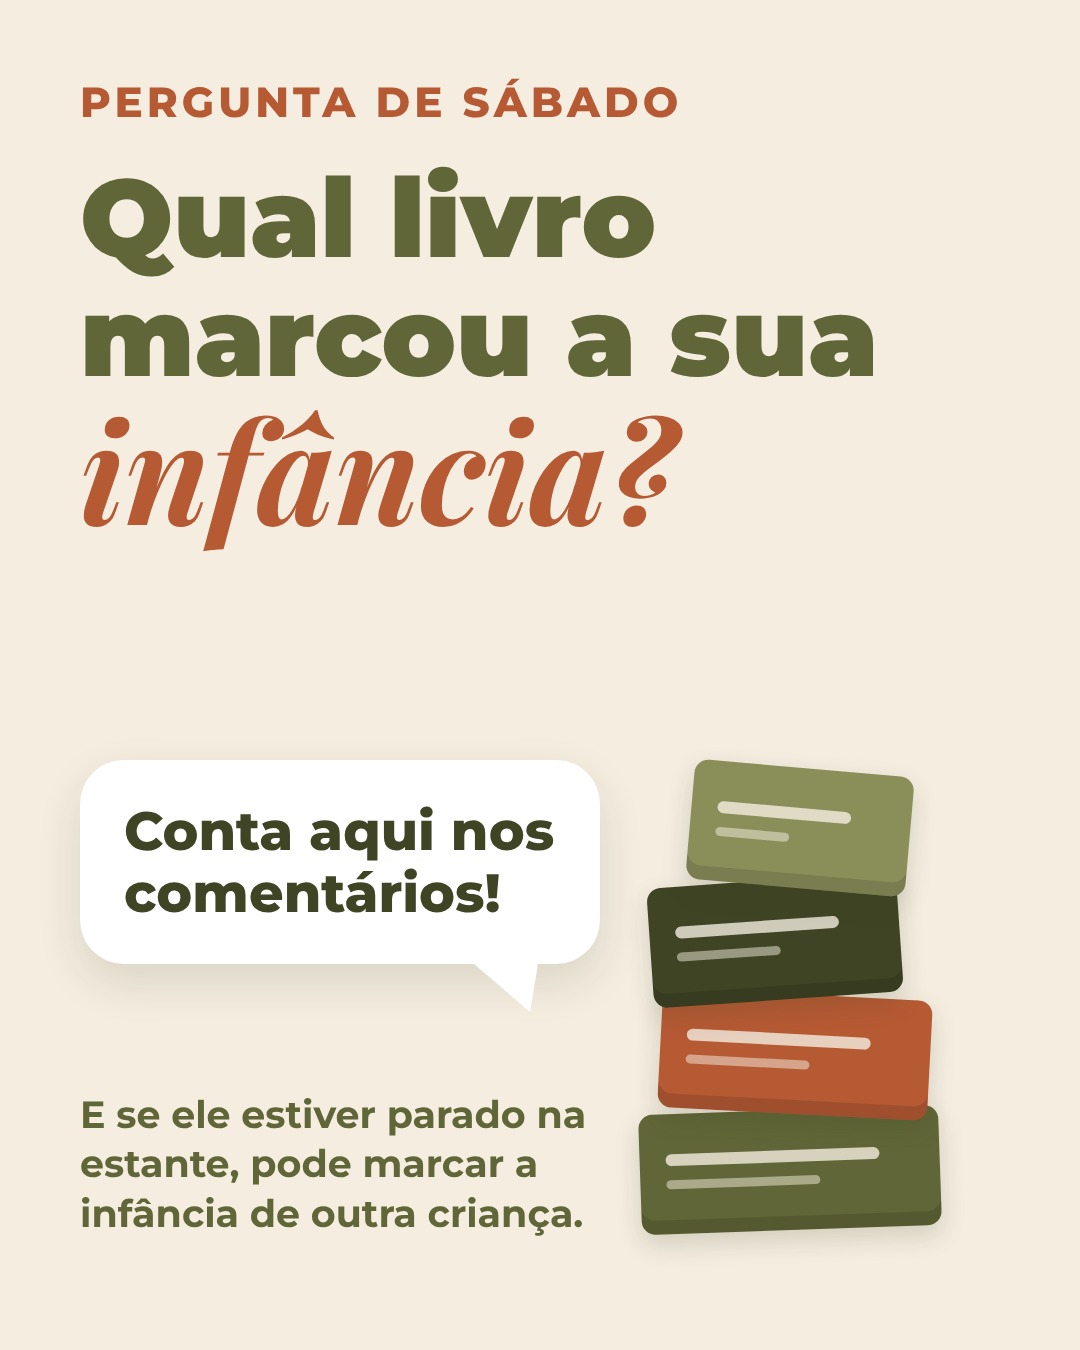 PERGUNTA DE SÁBADO
Qual livro
marcou a sua
infância?
Conta aqui nos
comentários!
E se ele estiver parado na
estante, pode marcar a
infância de outra criança.